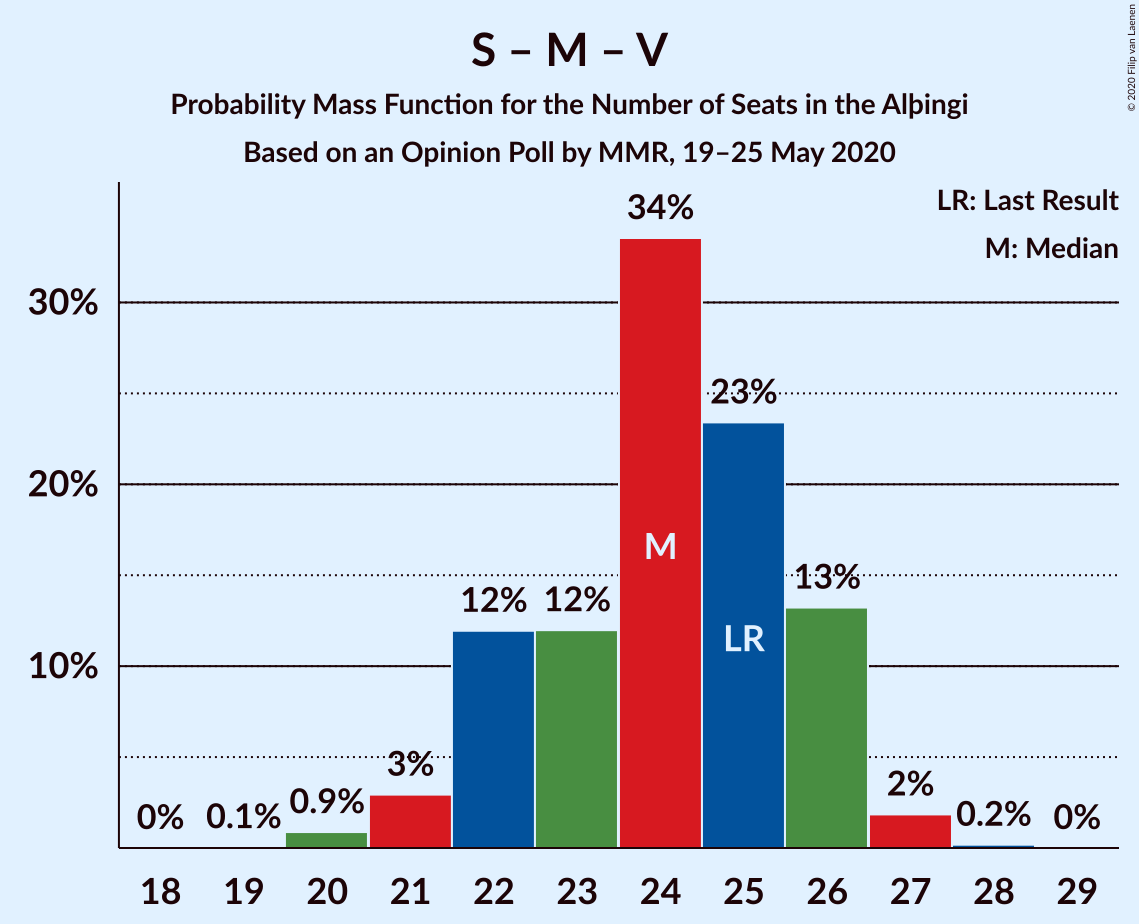 S – M – V
Probability Mass Function for the Number of Seats in the Alþingi
Based on an Opinion Poll by MMR, 19–25 May 2020
© 2020 Filip van Laenen
LR: Last Result
M: Median
34%
30%
23%
20%
M
13%
12% 12%
LR
10%
3%
2%
0% 0.1% 0.9% 0.2% 0%
18 19 20 21 22 23 24 25 26 27 28 29